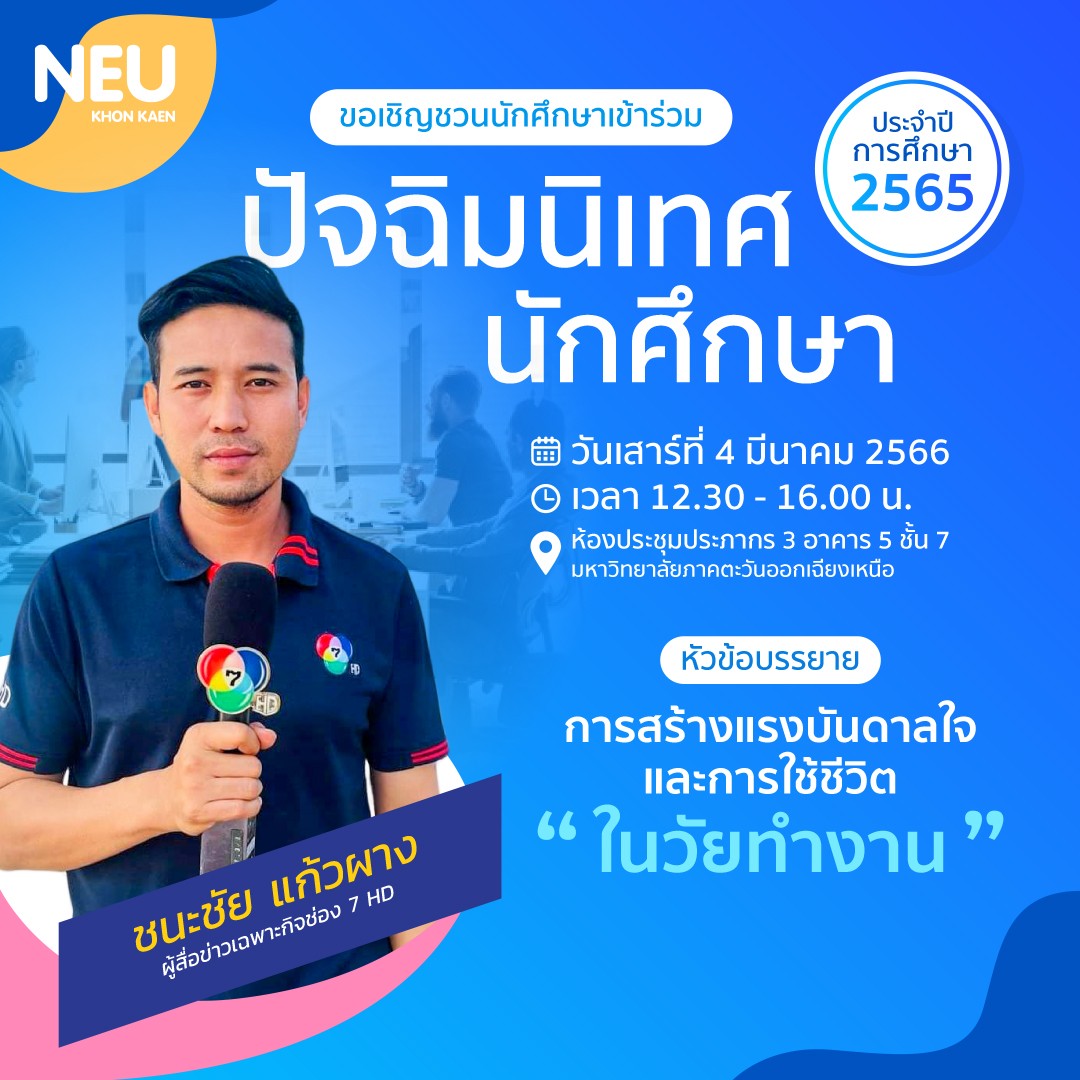 NEU
KHON KAEN
ขอเชิญชวนนักศึกษาเข้าร่วม
ประจำปี
การศึกษา
2565
ปัจฉิมนิเทศ
นักศึกษา
วันเสาร์ที่ 4 มีนาคม 2566
เวลา 12.30 - 16.00 น.
ห้องประชุมประภากร 3 อาคาร 5 ชั้น 7
มหาวิทยาลัยภาคตะวันออกเฉียงเหนือ
หัวข้อบรรยาย
การสร้างแรงบันดาลใจ
และการใช้ชีวิต
“ ในวัยทำงาน ”
7
HD
7
HD
HD
ชนะชัย แก้วผาง
ผู้สื่อข่าวเฉพาะกิจช่อง 7 HD